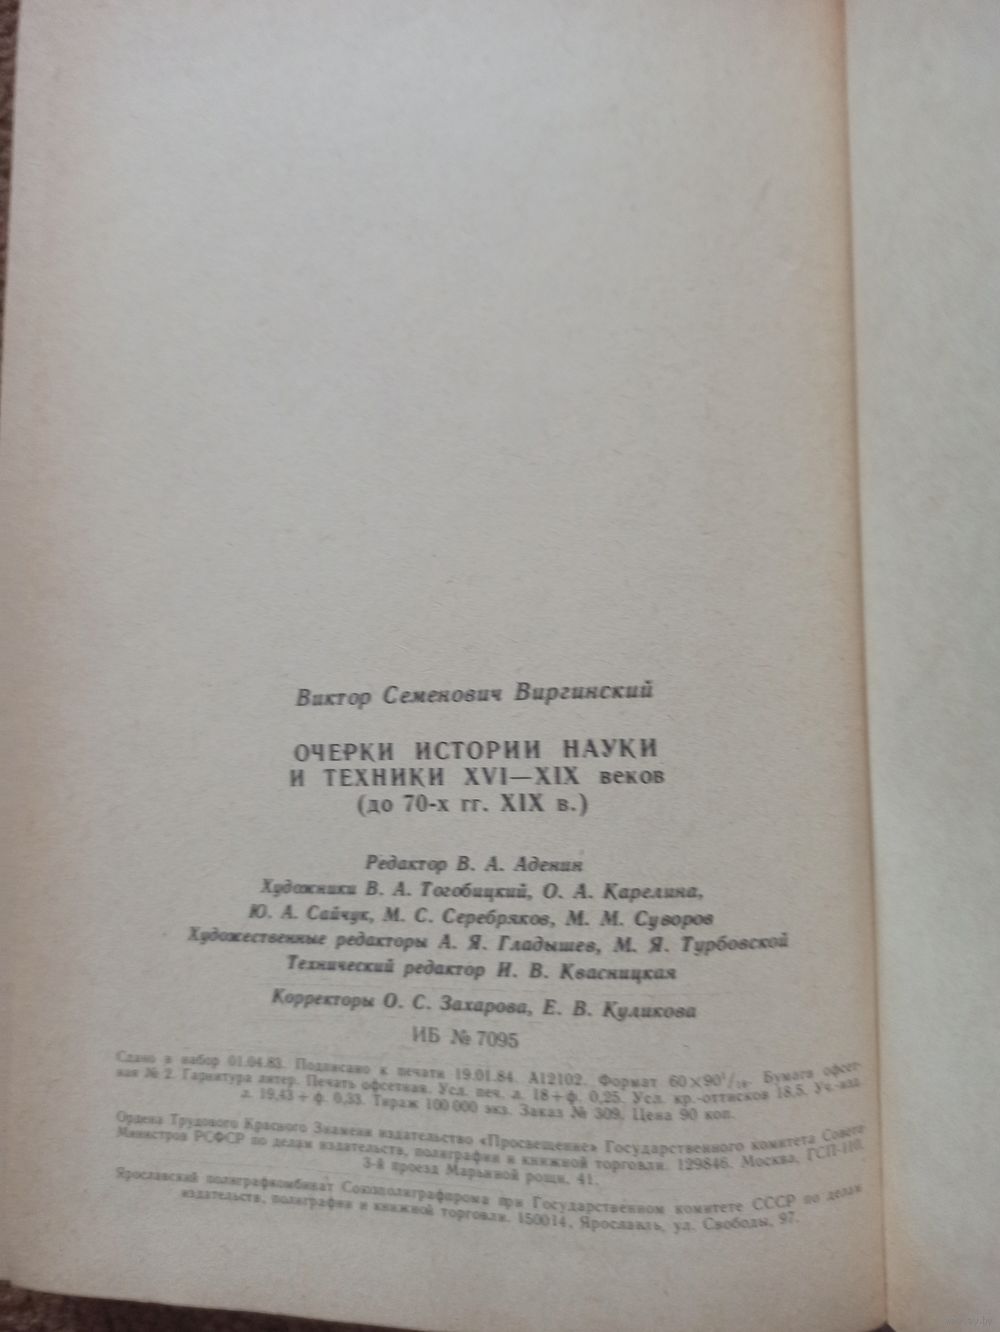 Виктор Семенович Виргинский
ОЧЕРКИ ИСТОРИИ НАУКИ
И ТЕХНИКИ XVI—XIX веков
(до 70-х гг. XIX в.)
Редактор В. А. Аденин
Художники В. А. Тогобицкий, О. А. Карелина,
Ю. А. Сайчук, М. С. Серебряков, М. М. Суворов
Художественные редакторы А. Я. Гладышев, М. Я. Турбовской
Технический редактор И. В. Квасницкая
Корректоры О. С. Захарова, Е. В. Куликова
ИБ № 7095
Сдано в набор 01.04.83. Подписано к печати 19.01.84. А12102. Формат 60×90¹/₁₆. Бумага офсет-
ная № 2. Гарнитура литер. Печать офсетная. Усл. печ. л. 18+ф. 0,25. Усл. кр.-оттисков 18,5. Уч.-изд.
л. 19,43+ф. 0,33. Тираж 100 000 экз. Заказ № 309. Цена 90 коп.
Ордена Трудового Красного Знамени издательство «Просвещение» Государственного комитета Совета
Министров РСФСР по делам издательств, полиграфии и книжной торговли. 129846. Москва, ГСП-110,
3-й проезд Марьиной рощи, 41.
Ярославский полиграфкомбинат Союзполиграфпрома при Государственном комитете СССР по делам
издательств, полиграфии и книжной торговли. 150014, Ярославль, ул. Свободы, 97.